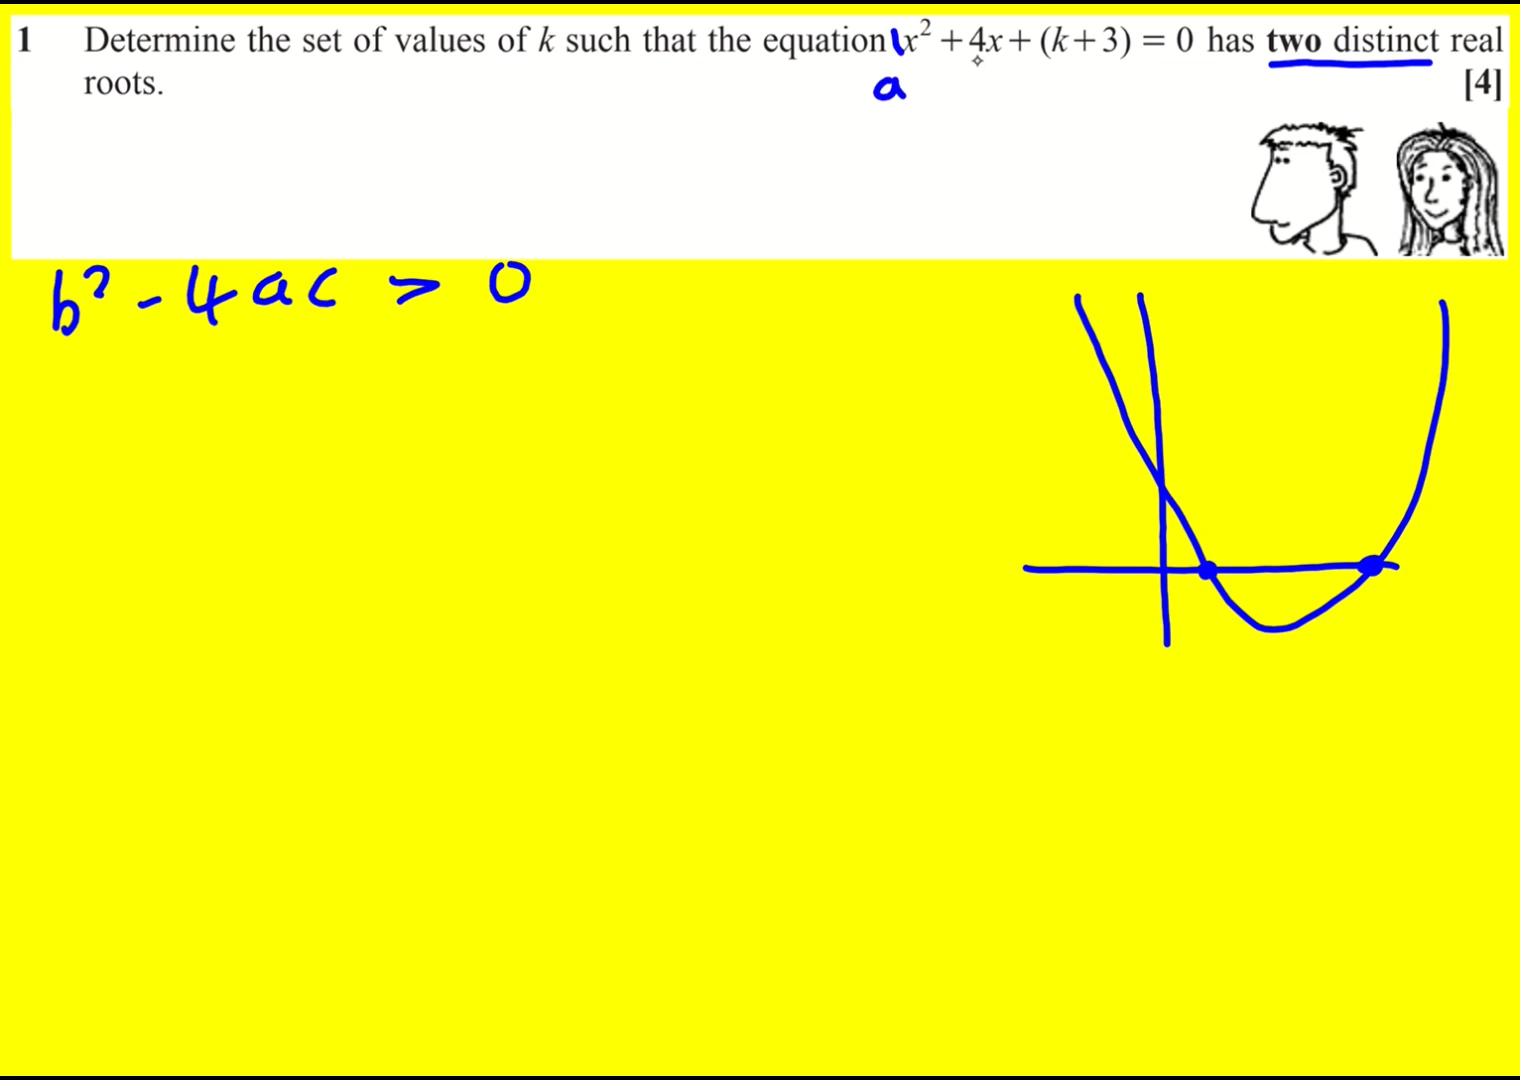 1 Determine the set of values of k such that the equation 1x² + 4x + (k + 3) = 0 has two distinct real
roots. [4]
a
b² - 4ac > 0